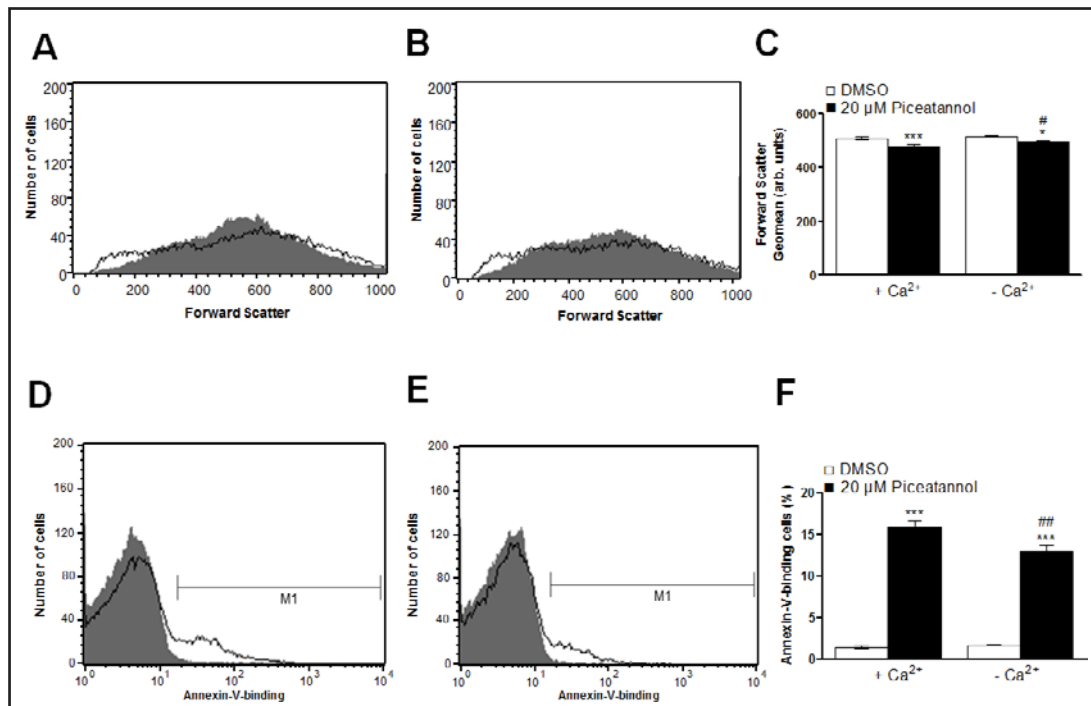 A
B
C
200
160
120
80
40
0
Number of cells
0 200 400 600 800 1000
Forward Scatter
200
160
120
80
40
0
Number of cells
0 200 400 600 800 1000
Forward Scatter
DMSO
20 µM Piceatannol
600
400
200
0
Forward Scatter
Geomean (arb. units)
***
#
*
+ Ca2+
- Ca2+
D
E
F
200
160
120
80
40
0
Number of cells
M1
10^0 10^1 10^2 10^3 10^4
Annexin-V-binding
200
160
120
80
40
0
Number of cells
M1
10^0 10^1 10^2 10^3 10^4
Annexin-V-binding
DMSO
20 µM Piceatannol
20
15
10
5
0
Annexin-V-binding cells (%)
***
##
***
+ Ca2+
- Ca2+